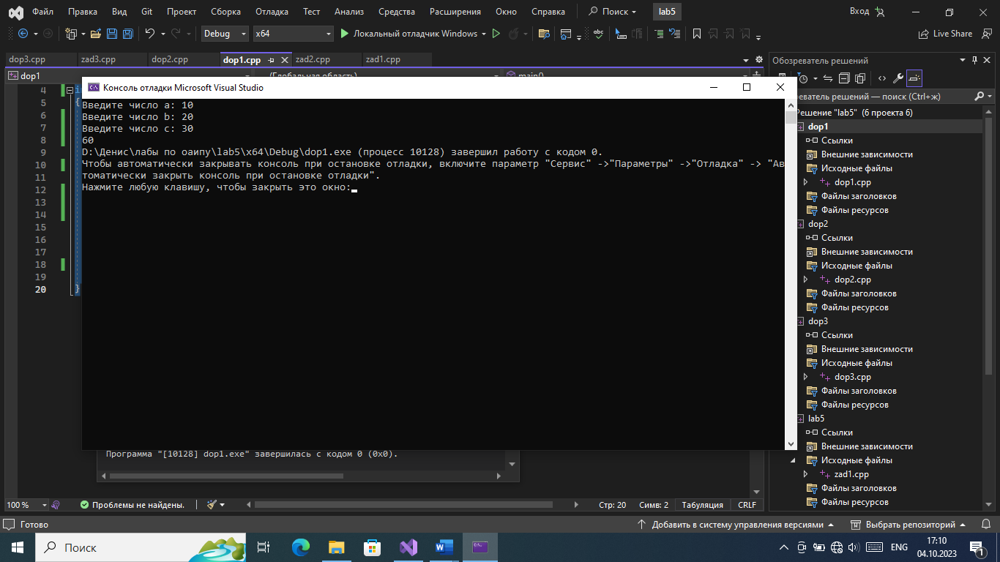 Файл Правка Вид Git Проект Сборка Отладка Тест Анализ Средства Расширения Окно Справка Поиск lab5 Вход
Debug x64 Локальный отладчик Windows Live Share
dop3.cpp zad3.cpp dop2.cpp dop1.cpp zad2.cpp zad1.cpp
dop1 (Глобальная область) main()
4
5 {
6
7
8
9
10
11
12
13
14
15
16
17
18
19
20 }
Консоль отладки Microsoft Visual Studio
Введите число a: 10
Введите число b: 20
Введите число c: 30
60
D:\Денис\лабы по оаипу\lab5\x64\Debug\dop1.exe (процесс 10128) завершил работу с кодом 0.
Чтобы автоматически закрывать консоль при остановке отладки, включите параметр "Сервис" ->"Параметры" ->"Отладка" -> "Ав
томатически закрыть консоль при остановке отладки".
Нажмите любую клавишу, чтобы закрыть это окно:
Программа "[10128] dop1.exe" завершилась с кодом 0 (0x0).
100 % Проблемы не найдены. Стр: 20 Симв: 2 Табуляция CRLF
Обозреватель решений
решений — поиск (Ctrl+ж)
Решение "lab5" (6 проекта 6)
dop1
Ссылки
Внешние зависимости
Исходные файлы
dop1.cpp
Файлы заголовков
Файлы ресурсов
dop2
Ссылки
Внешние зависимости
Исходные файлы
dop2.cpp
Файлы заголовков
Файлы ресурсов
dop3
Ссылки
Внешние зависимости
Исходные файлы
dop3.cpp
Файлы заголовков
Файлы ресурсов
lab5
Ссылки
Внешние зависимости
Исходные файлы
zad1.cpp
Файлы заголовков
Файлы ресурсов
Готово Добавить в систему управления версиями Выбрать репозиторий
Поиск ENG 17:10
04.10.2023 1